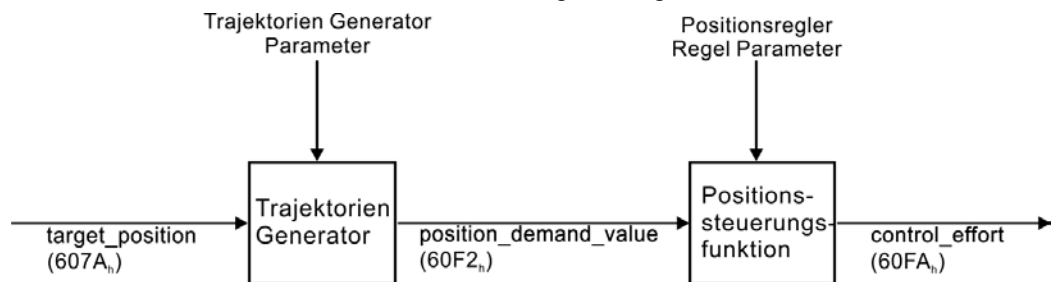 Trajektorien Generator
Parameter
Positionsregler
Regel Parameter
Trajektorien
Generator
Positions-
steuerungs-
funktion
target_position
(607Aₕ)
position_demand_value
(60F2ₕ)
control_effort
(60FAₕ)